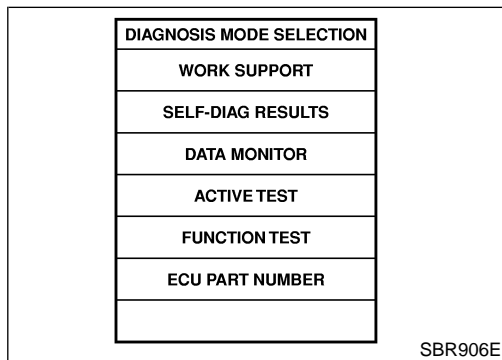 DIAGNOSIS MODE SELECTION
WORK SUPPORT
SELF-DIAG RESULTS
DATA MONITOR
ACTIVE TEST
FUNCTION TEST
ECU PART NUMBER
SBR906E